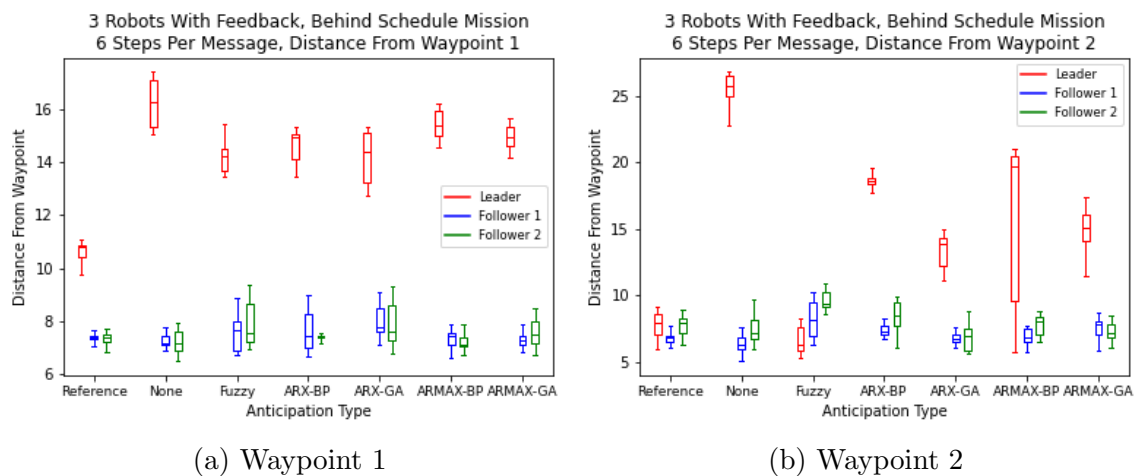 3 Robots With Feedback, Behind Schedule Mission
6 Steps Per Message, Distance From Waypoint 1
Distance From Waypoint
16
14
12
10
8
6
Leader
Follower 1
Follower 2
Reference None Fuzzy ARX-BP ARX-GA ARMAX-BP ARMAX-GA
Anticipation Type
(a) Waypoint 1
3 Robots With Feedback, Behind Schedule Mission
6 Steps Per Message, Distance From Waypoint 2
Distance From Waypoint
25
20
15
10
5
Leader
Follower 1
Follower 2
Reference None Fuzzy ARX-BP ARX-GA ARMAX-BP ARMAX-GA
Anticipation Type
(b) Waypoint 2